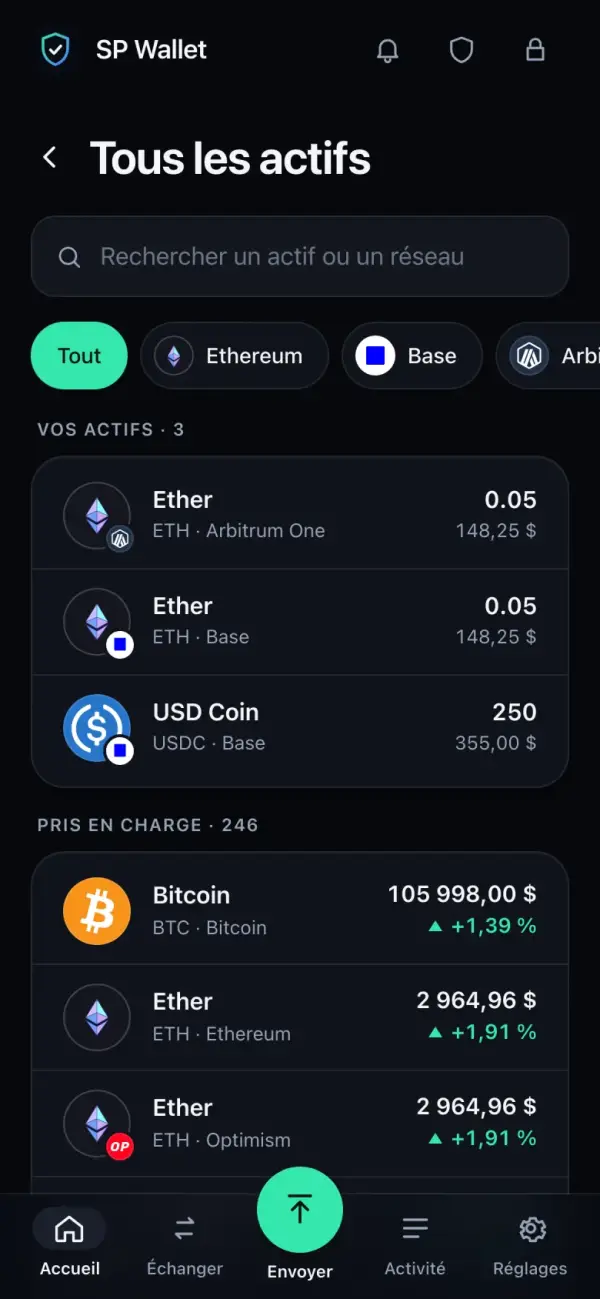 SP Wallet
Tous les actifs
Rechercher un actif ou un réseau
Tout
Ethereum
Base
Arbi
VOS ACTIFS · 3
Ether
0.05
ETH · Arbitrum One
148,25 $
Ether
0.05
ETH · Base
148,25 $
USD Coin
250
USDC · Base
355,00 $
PRIS EN CHARGE · 246
Bitcoin
105 998,00 $
BTC · Bitcoin
▲ +1,39 %
Ether
2 964,96 $
ETH · Ethereum
▲ +1,91 %
Ether
2 964,96 $
OP
ETH · Optimism
▲ +1,91 %
Accueil
Échanger
Envoyer
Activité
Réglages